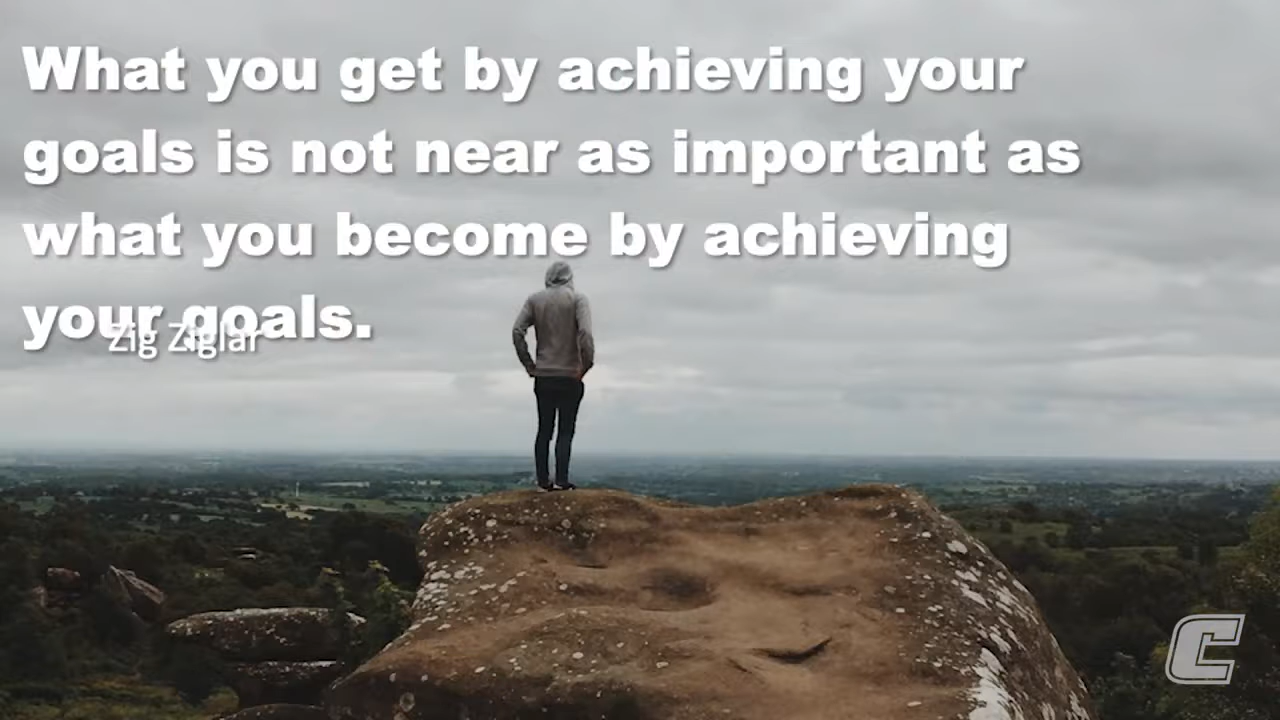 What you get by achieving your
goals is not near as important as
what you become by achieving
your goals.
Zig Ziglar
C